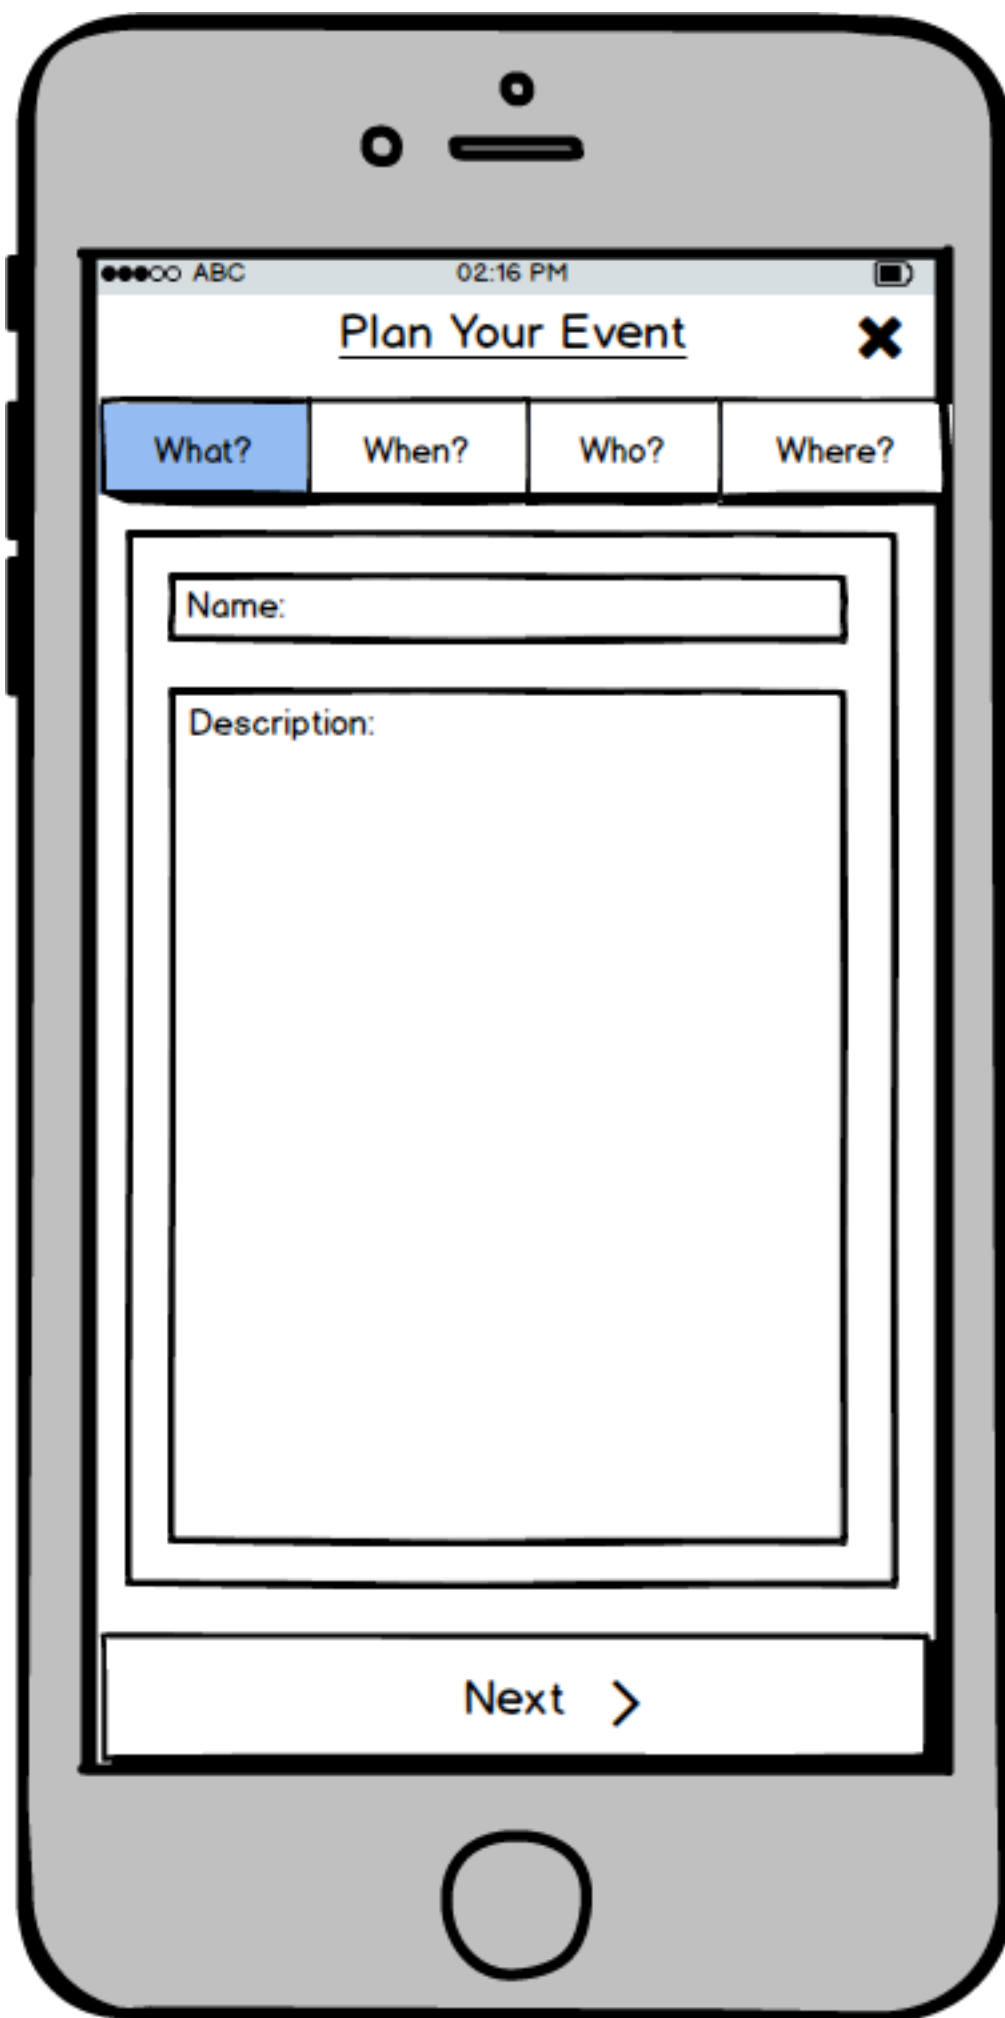 ABC 02:16 PM
Plan Your Event
What? When? Who? Where?
Name:
Description:
Next